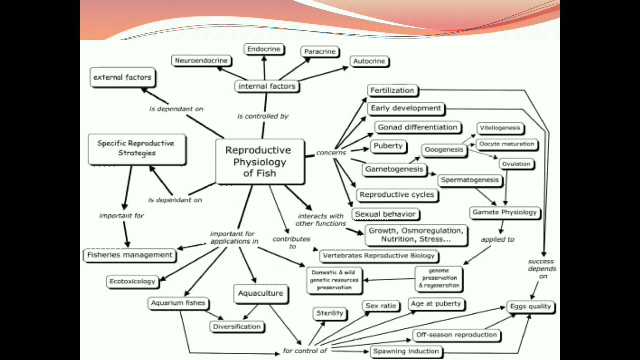 Endocrine
Paracrine
Neuroendocrine
Autocrine
external factors
internal factors
is dependant on
is controlled by
Fertilization
Early development
Gonad differentiation
Vitellogenesis
Oocyte maturation
Puberty
Oogenesis
Ovulation
Specific Reproductive
Strategies
Reproductive
Physiology
of Fish
concerns
Gametogenesis
Spermatogenesis
Reproductive cycles
is dependant on
important for
Sexual behavior
Gamete Physiology
interacts with
other functions
Growth, Osmoregulation,
Nutrition, Stress...
important for
applications in
contributes
to
applied to
Fisheries management
Vertebrates Reproductive Biology
success
depends
on
Ecotoxicology
Domestic & wild
genetic resources
preservation
genome
preservation
& regeneration
Aquaculture
Aquarium fishes
Sex ratio
Age at puberty
Eggs quality
Sterility
Diversification
Off-season reproduction
for control of
Spawning induction